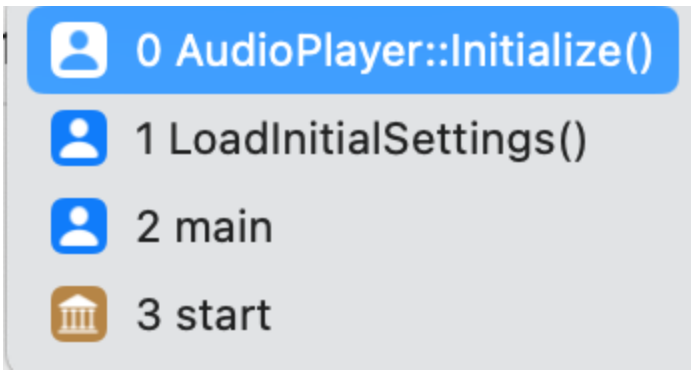 0 AudioPlayer::Initialize()
1 LoadInitialSettings()
2 main
3 start